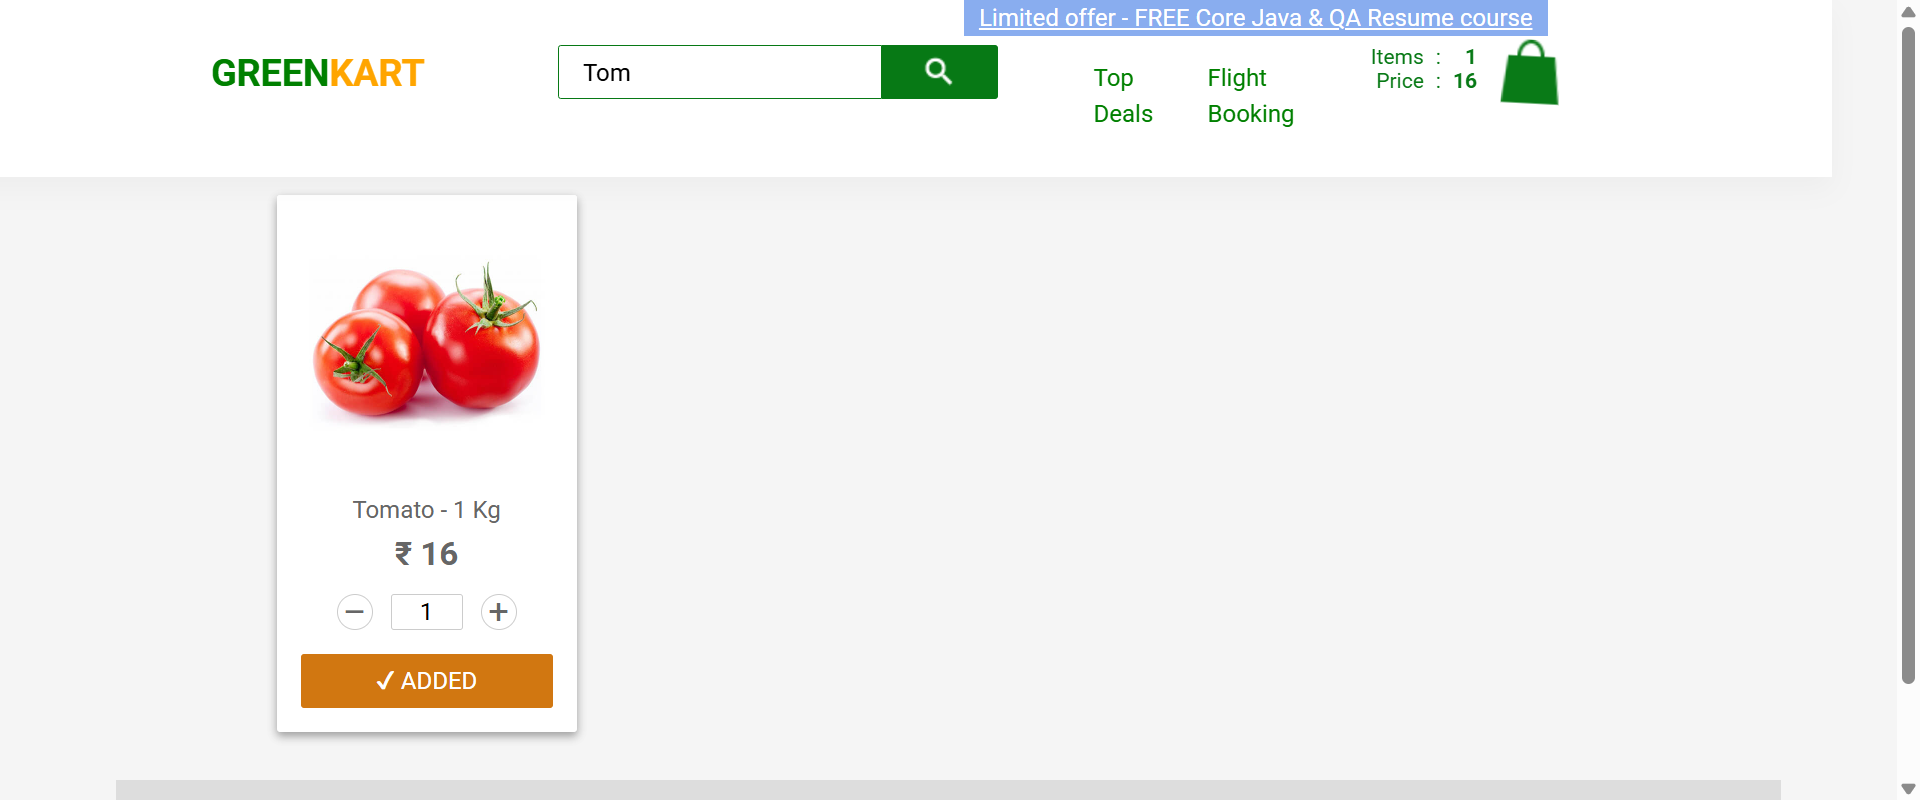 Limited offer - FREE Core Java & QA Resume course
GREENKART
Tom
Top
Deals
Flight
Booking
Items : 1
Price : 16
Tomato - 1 Kg
₹ 16
− 1 +
✓ ADDED